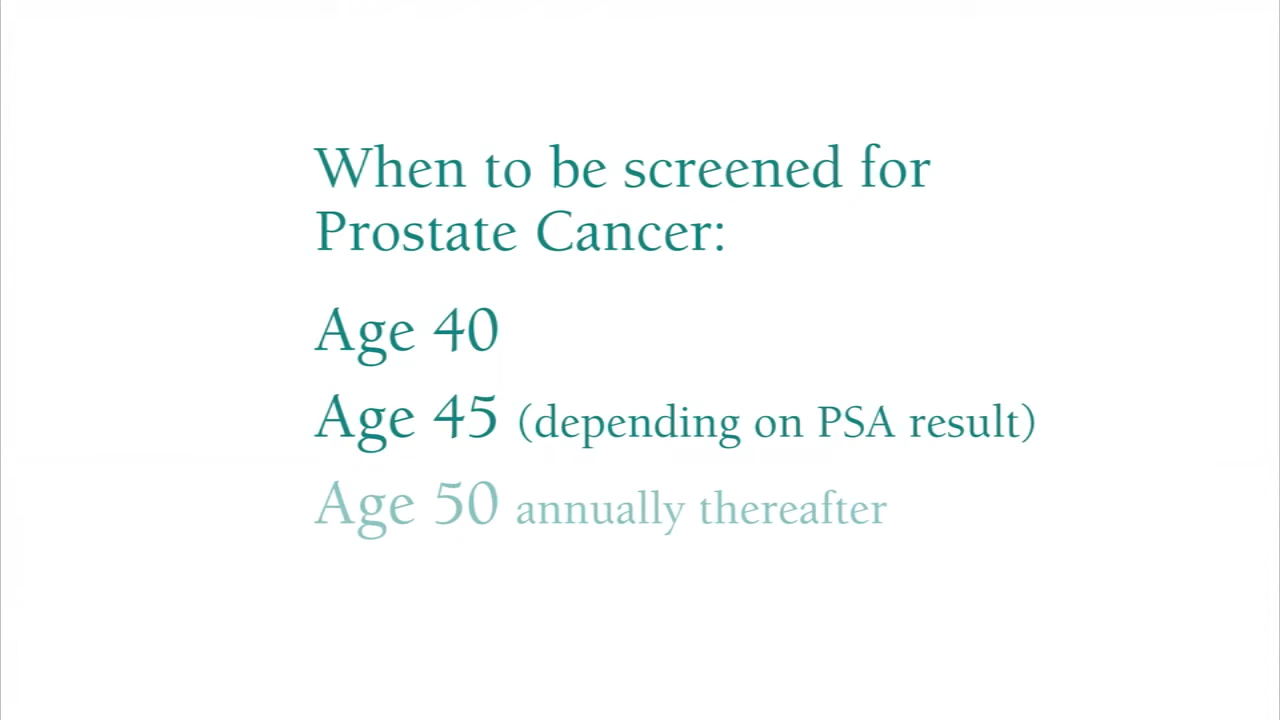 When to be screened for
Prostate Cancer:
Age 40
Age 45 (depending on PSA result)
Age 50 annually thereafter